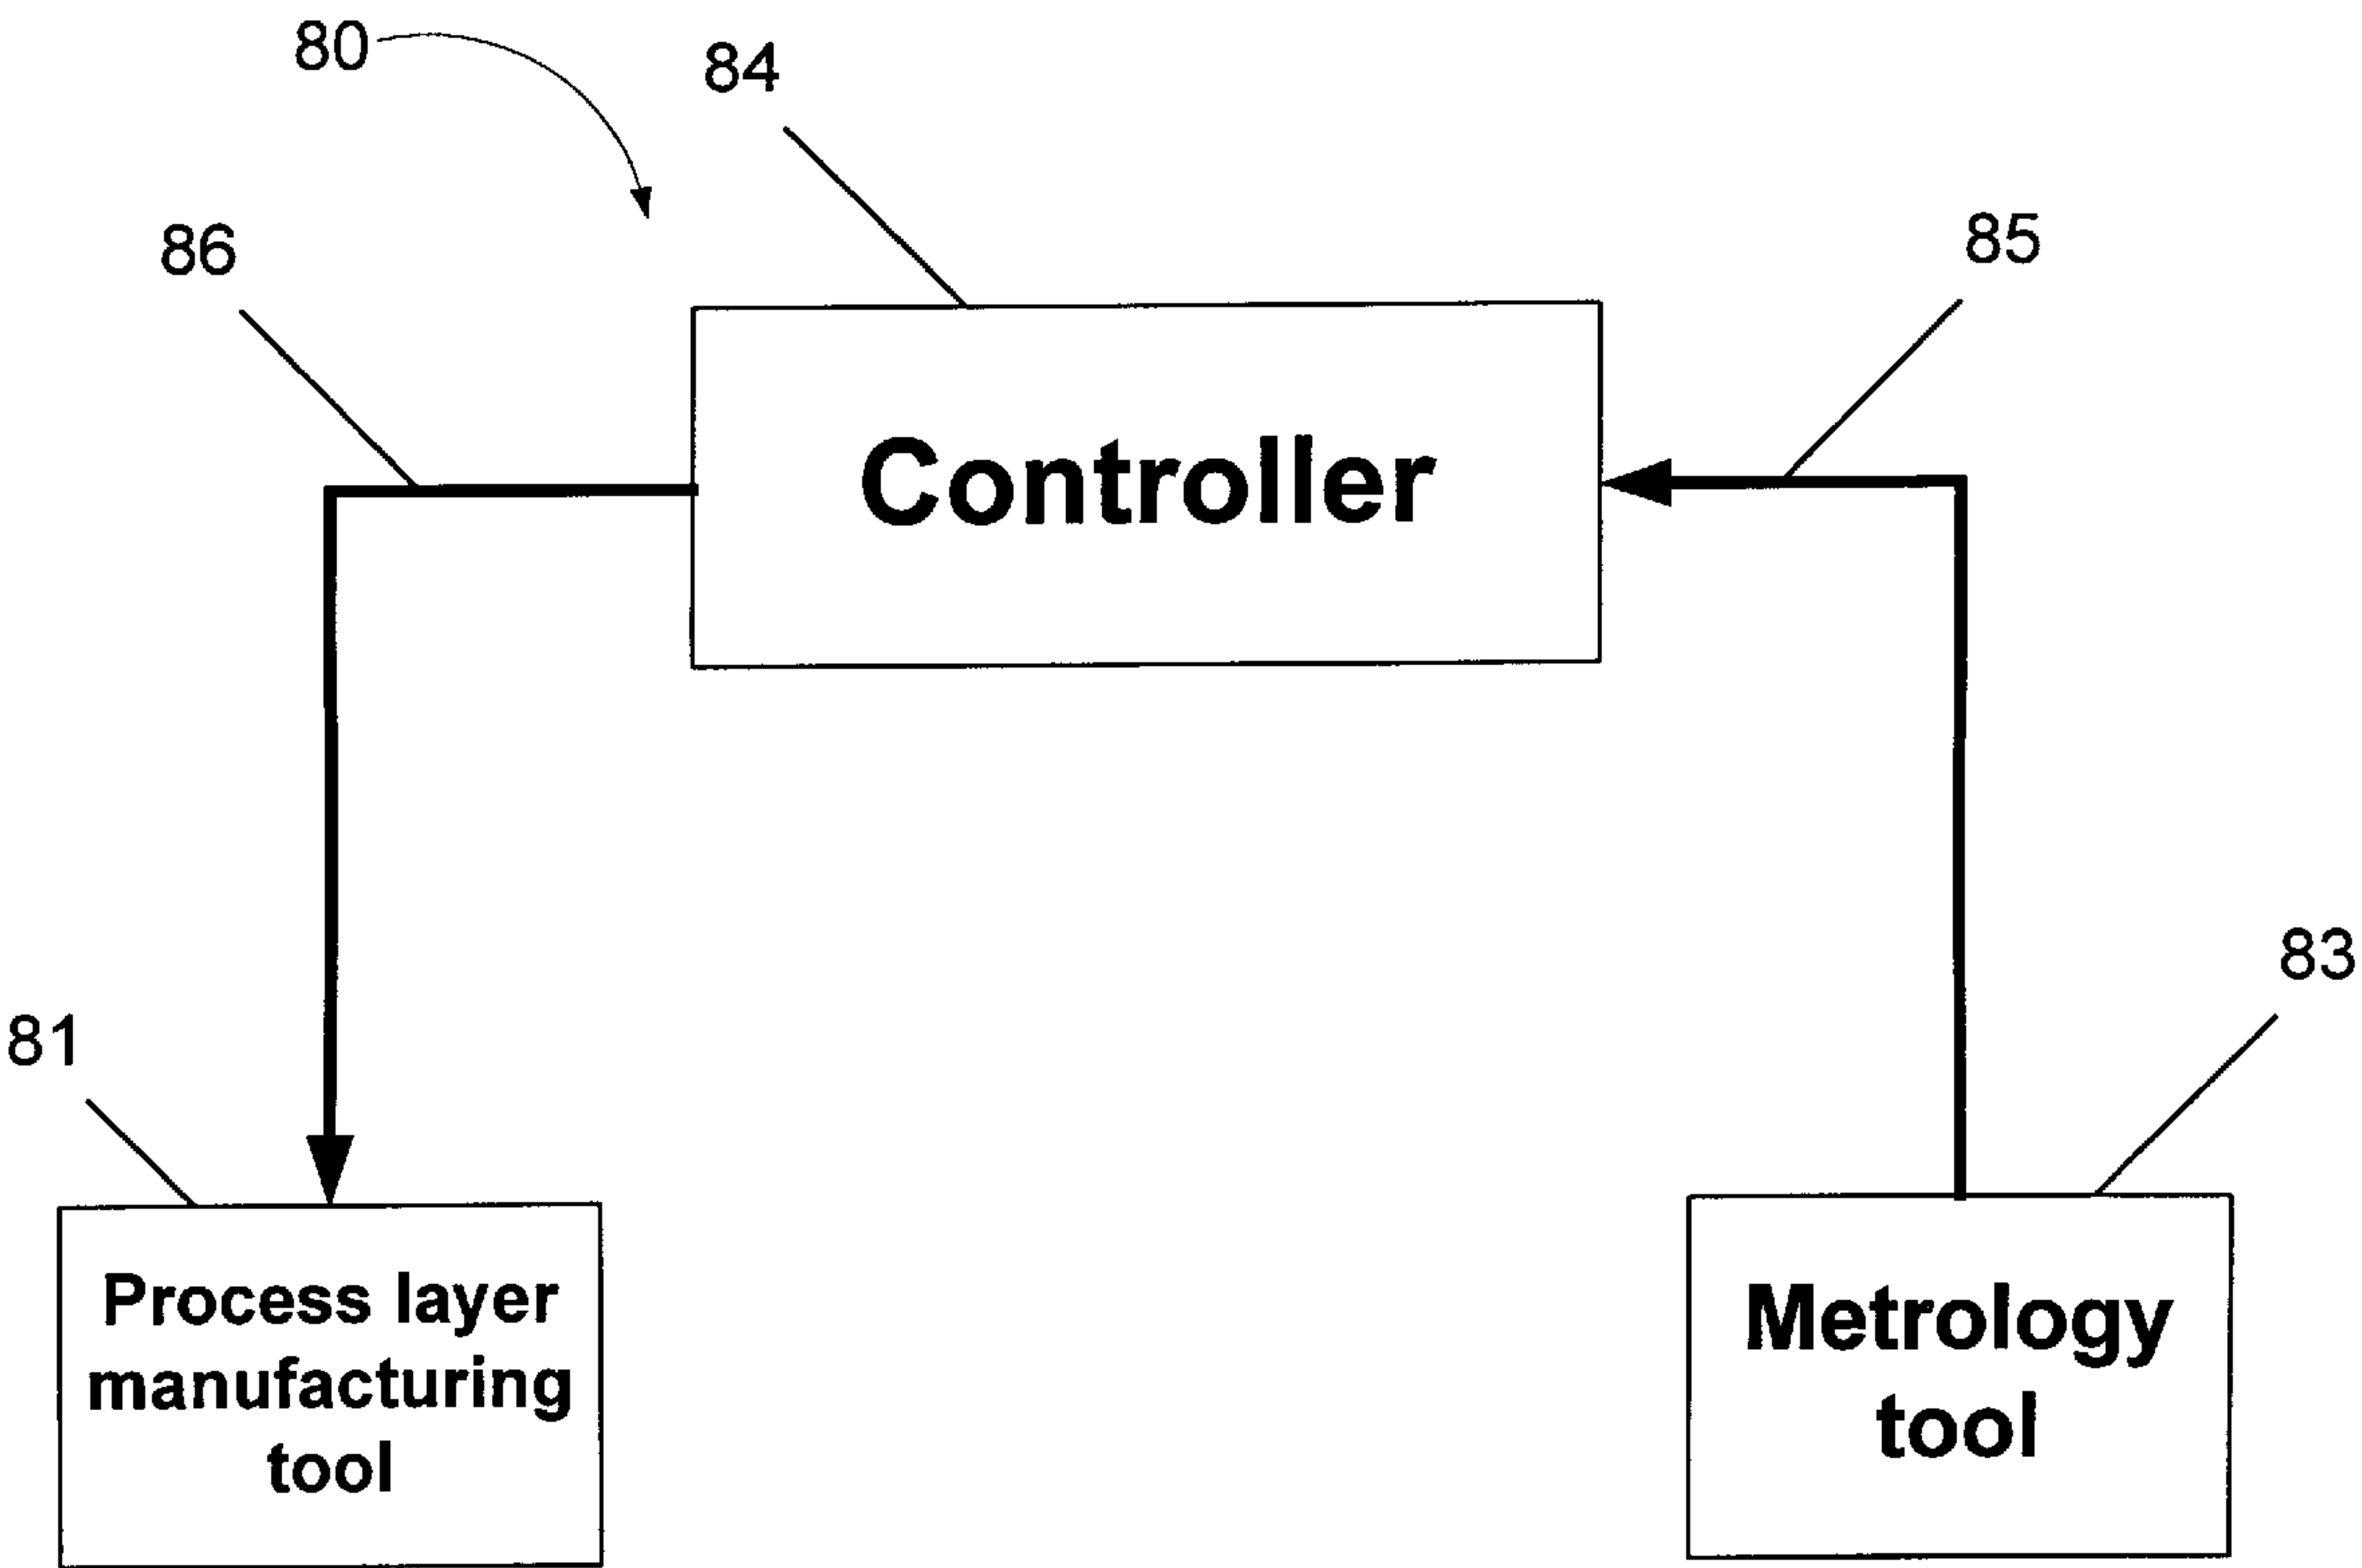 80
84
86
85
Controller
83
81
Process layer
manufacturing
tool
Metrology
tool